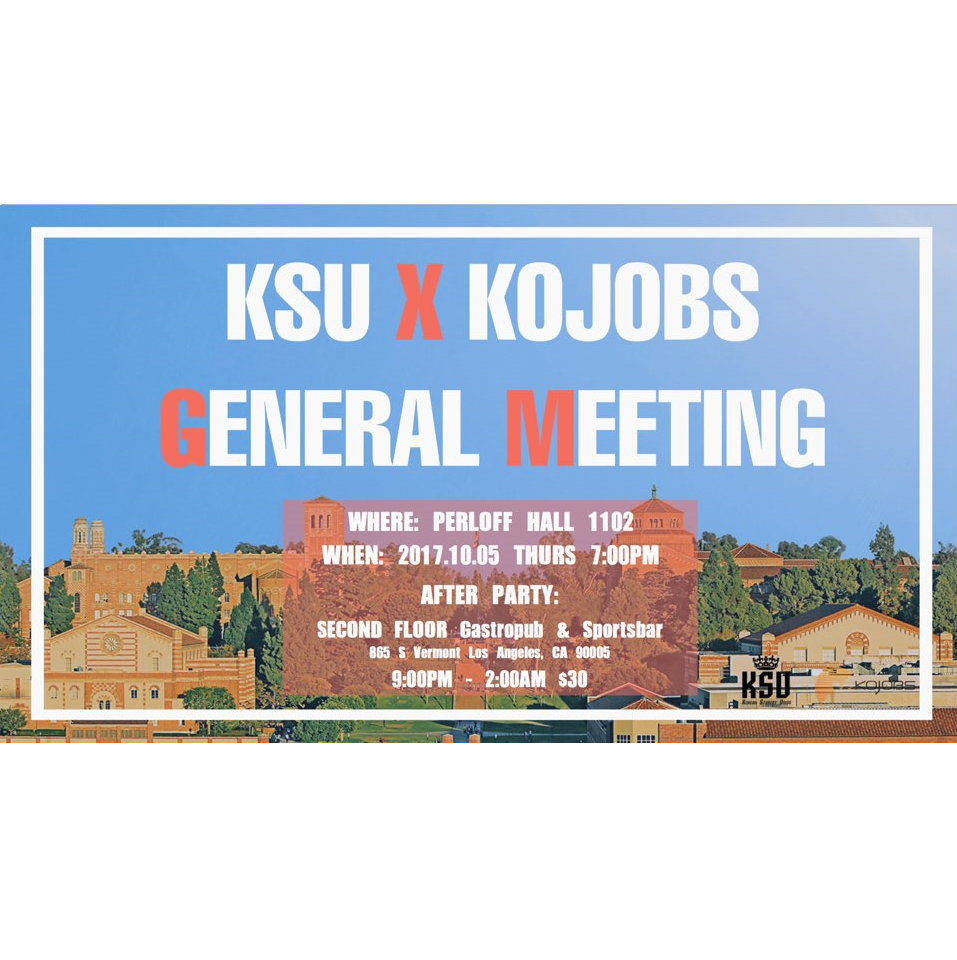 KSU X KOJOBS
GENERAL MEETING
WHERE: PERLOFF HALL 1102
WHEN: 2017.10.05 THURS 7:00PM
AFTER PARTY:
SECOND FLOOR Gastropub & Sportsbar
865 S Vermont Los Angeles, CA 90005
9:00PM - 2:00AM $30
KSU
kojobs